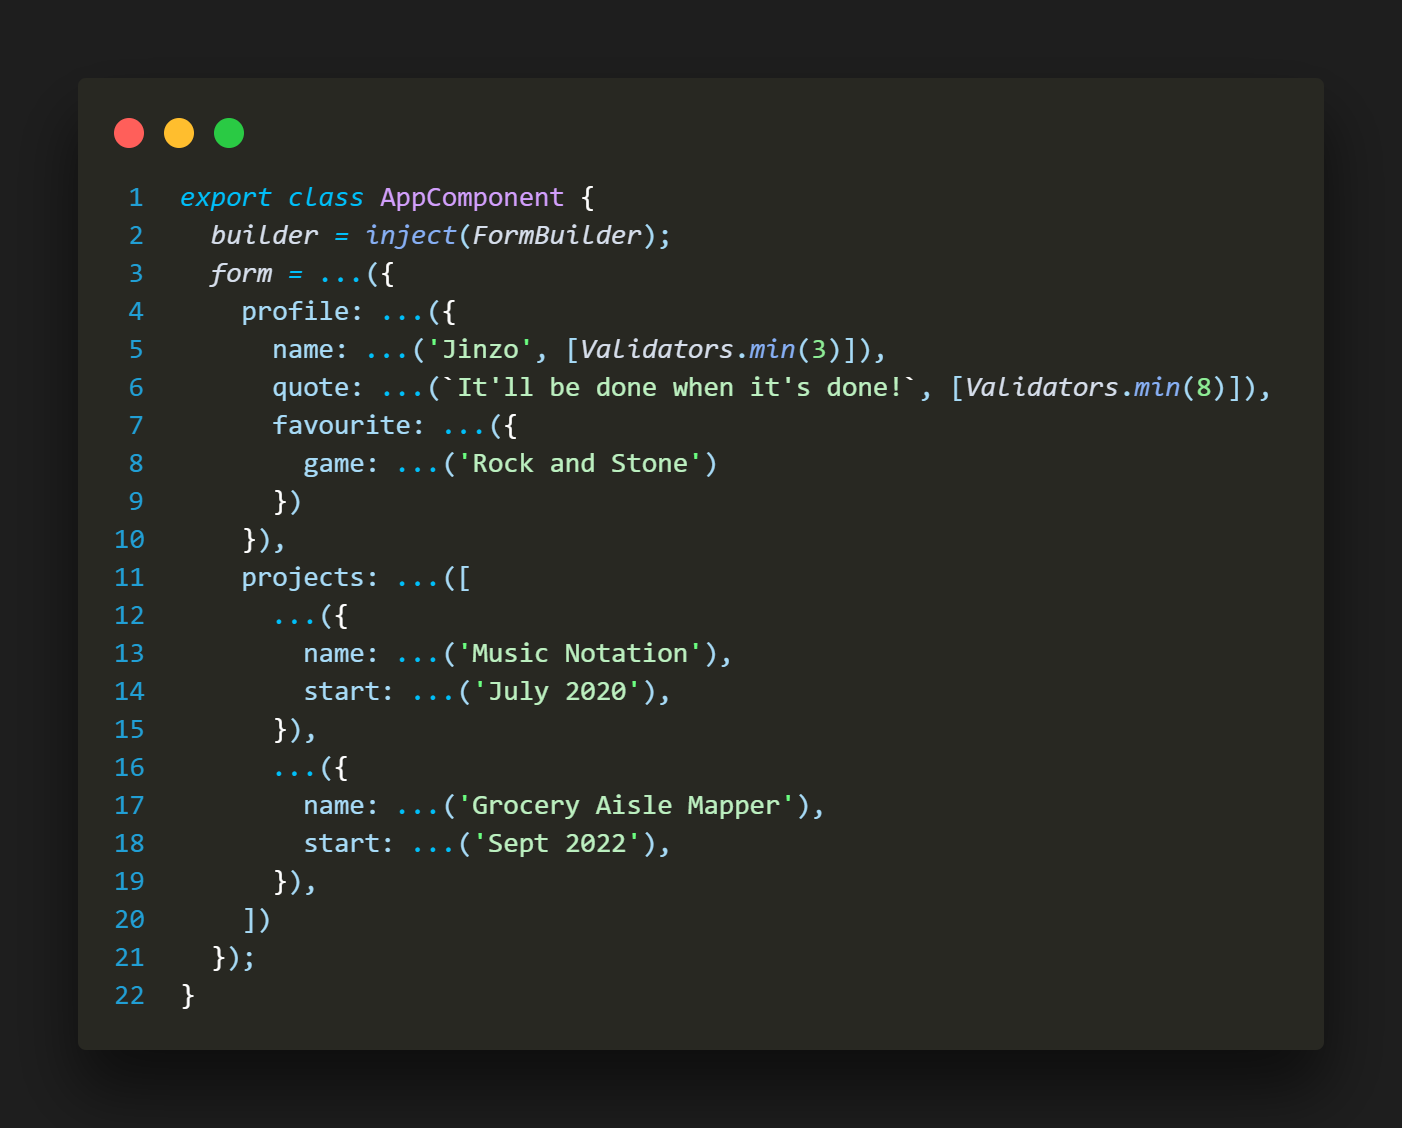 1 export class AppComponent {
2   builder = inject(FormBuilder);
3   form = ...({
4     profile: ...({
5       name: ...('Jinzo', [Validators.min(3)]),
6       quote: ...(`It'll be done when it's done!`, [Validators.min(8)]),
7       favourite: ...({
8         game: ...('Rock and Stone')
9       })
10     }),
11     projects: ...([
12       ...({
13         name: ...('Music Notation'),
14         start: ...('July 2020'),
15       }),
16       ...({
17         name: ...('Grocery Aisle Mapper'),
18         start: ...('Sept 2022'),
19       }),
20     ])
21   });
22 }